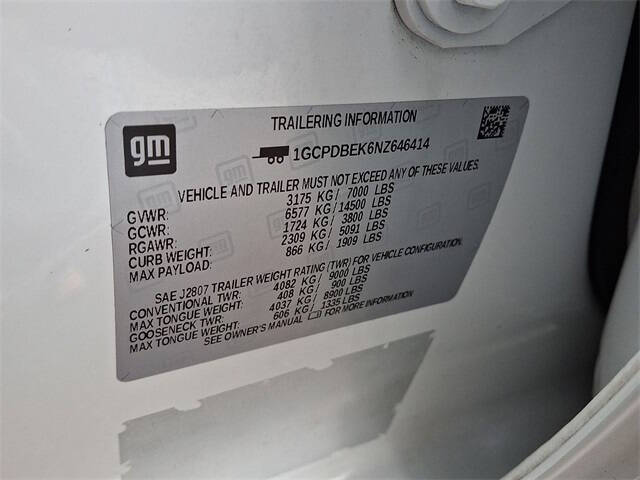 gm
TRAILERING INFORMATION
1GCPDBEK6NZ646414
VEHICLE AND TRAILER MUST NOT EXCEED ANY OF THESE VALUES
GVWR: 3175 KG / 7000 LBS
GCWR: 6577 KG / 14500 LBS
RGAWR: 1724 KG / 3800 LBS
CURB WEIGHT: 2309 KG / 5091 LBS
MAX PAYLOAD: 866 KG / 1909 LBS
SAE J2807 TRAILER WEIGHT RATING (TWR) FOR VEHICLE CONFIGURATION.
CONVENTIONAL TWR: 4082 KG / 9000 LBS
MAX TONGUE WEIGHT: 408 KG / 900 LBS
GOOSENECK TWR: 4037 KG / 8900 LBS
MAX TONGUE WEIGHT: 606 KG / 1335 LBS
SEE OWNER'S MANUAL FOR MORE INFORMATION